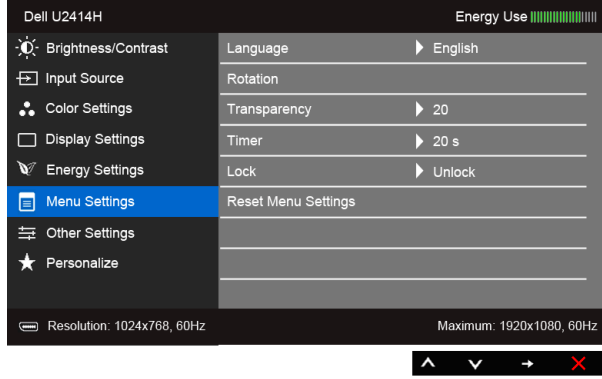 Dell U2414H
Energy Use
Brightness/Contrast
Language
English
Input Source
Rotation
Color Settings
Transparency
20
Display Settings
Timer
20 s
Energy Settings
Lock
Unlock
Menu Settings
Reset Menu Settings
Other Settings
Personalize
Resolution: 1024x768, 60Hz
Maximum: 1920x1080, 60Hz